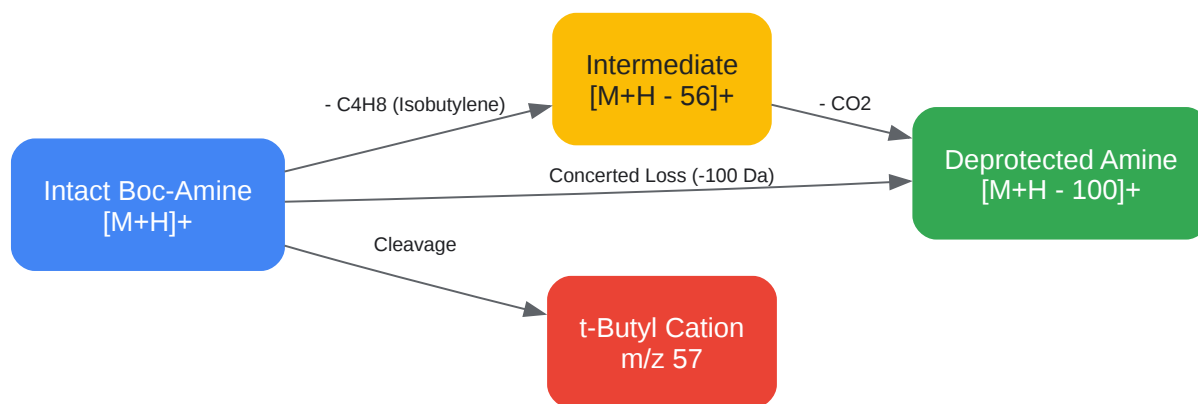 Intermediate
[M+H - 56]+
- C4H8 (Isobutylene)
- CO2
Intact Boc-Amine
[M+H]+
Concerted Loss (-100 Da)
Deprotected Amine
[M+H - 100]+
Cleavage
t-Butyl Cation
m/z 57